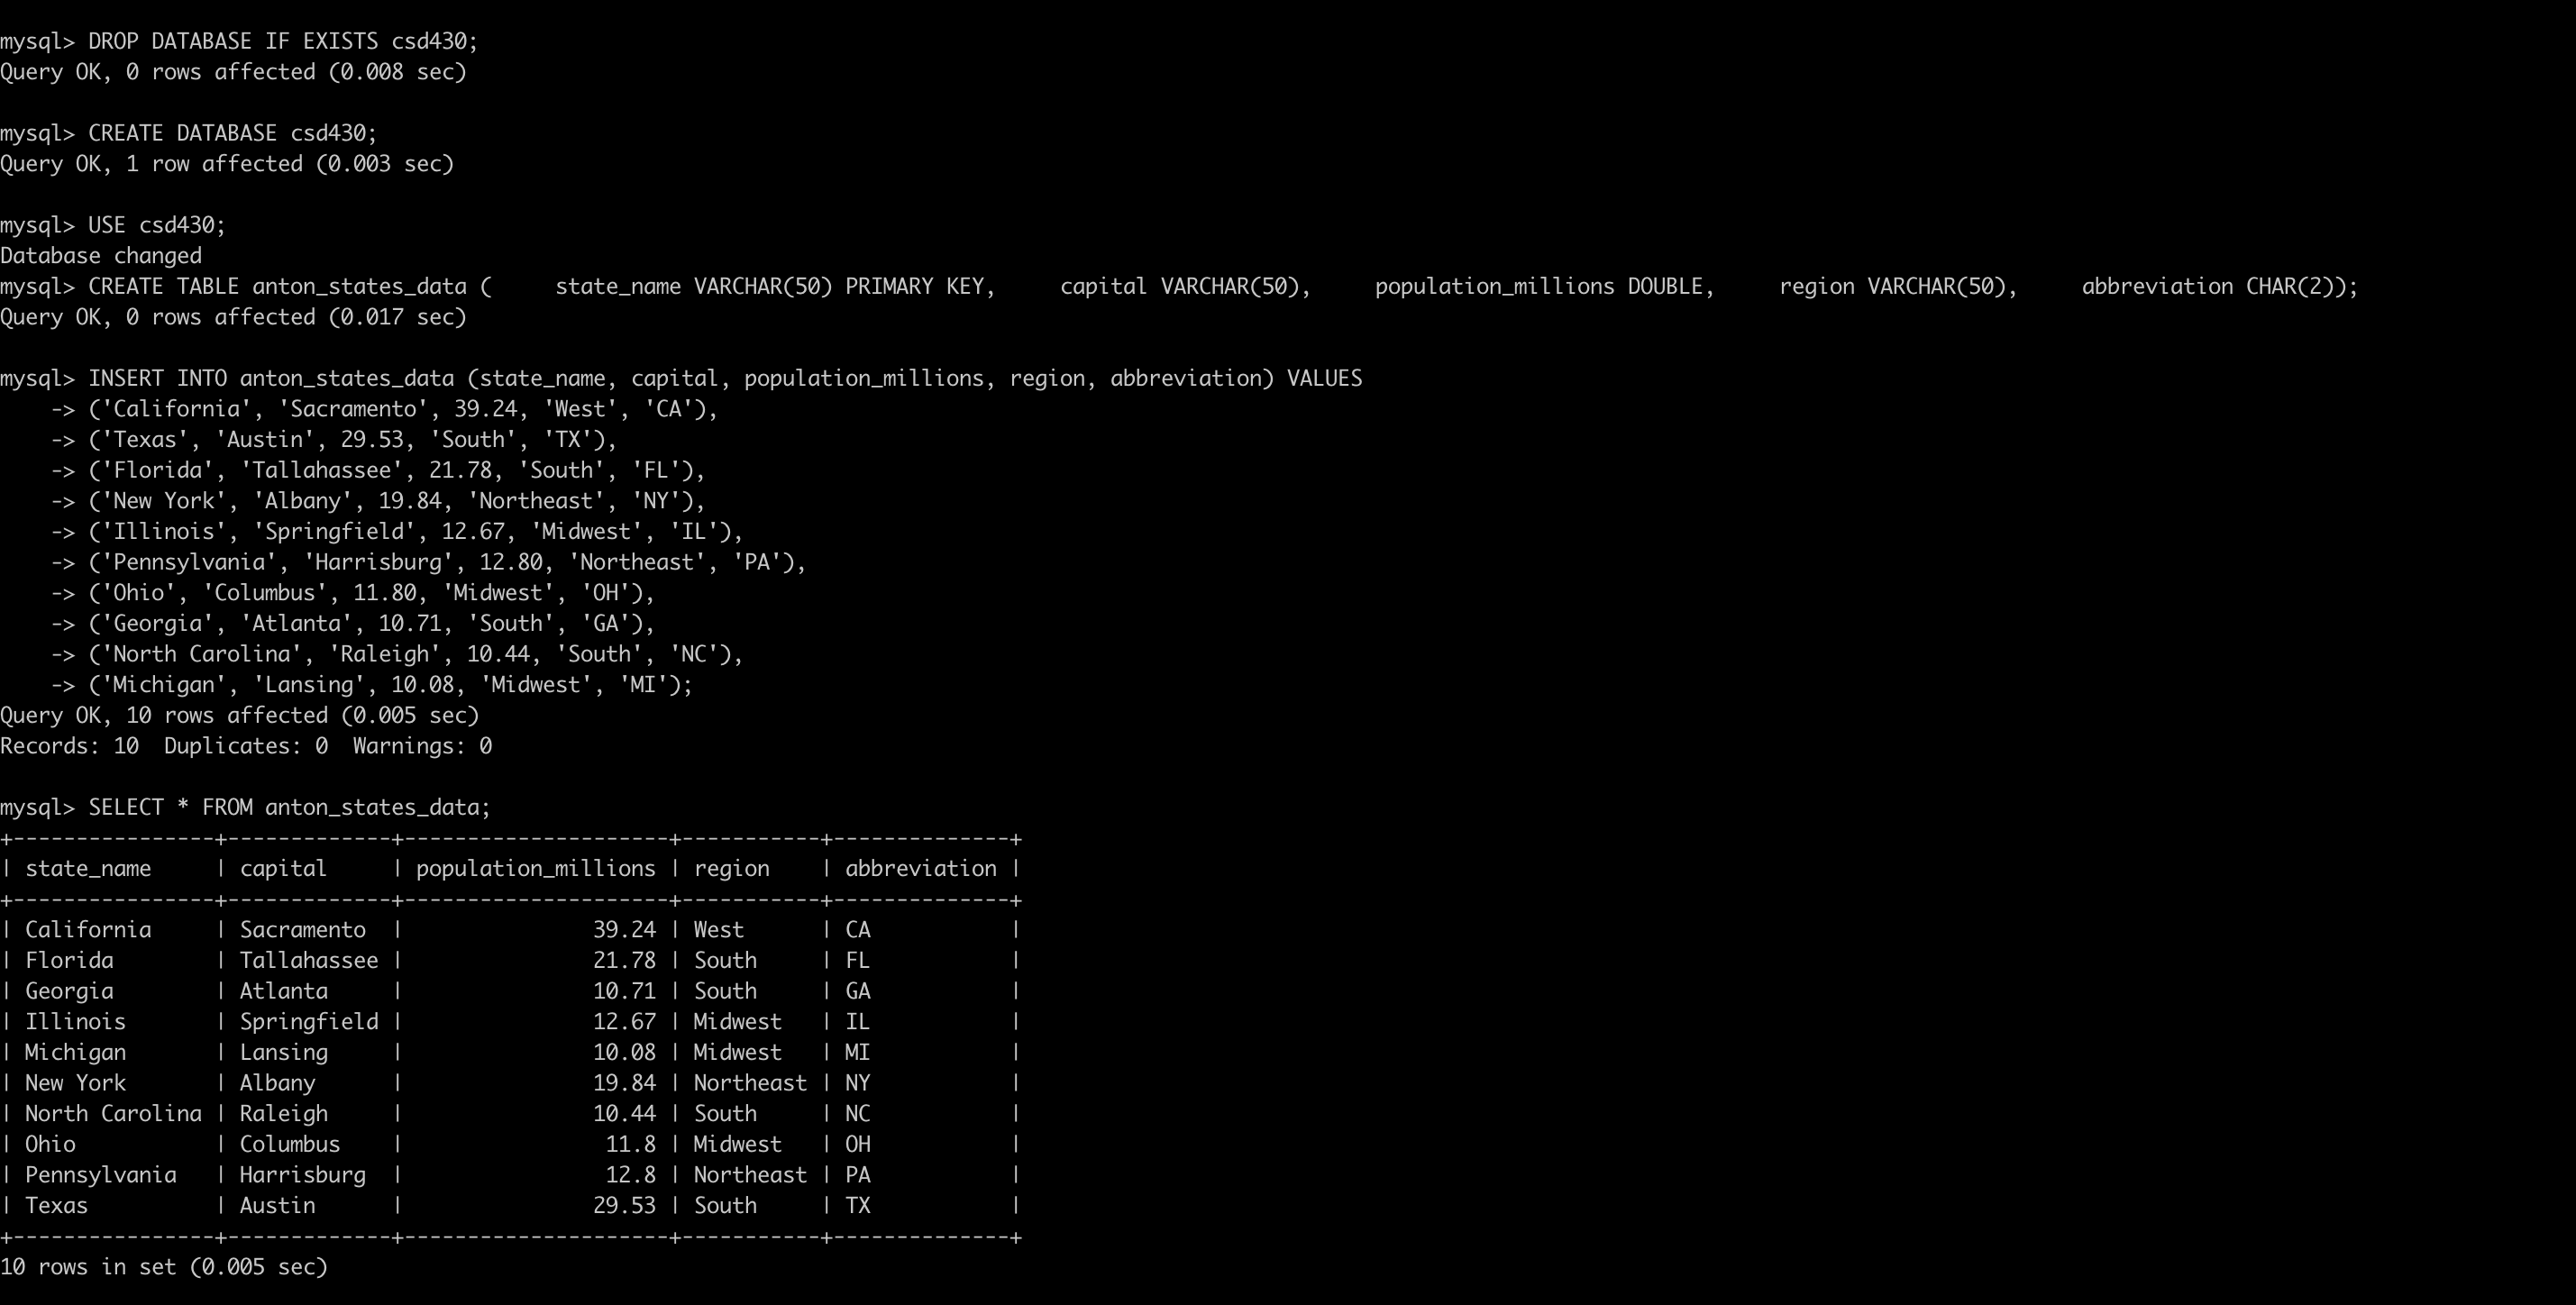 mysql> DROP DATABASE IF EXISTS csd430;
Query OK, 0 rows affected (0.008 sec)

mysql> CREATE DATABASE csd430;
Query OK, 1 row affected (0.003 sec)

mysql> USE csd430;
Database changed
mysql> CREATE TABLE anton_states_data (     state_name VARCHAR(50) PRIMARY KEY,     capital VARCHAR(50),     population_millions DOUBLE,     region VARCHAR(50),     abbreviation CHAR(2));
Query OK, 0 rows affected (0.017 sec)

mysql> INSERT INTO anton_states_data (state_name, capital, population_millions, region, abbreviation) VALUES
    -> ('California', 'Sacramento', 39.24, 'West', 'CA'),
    -> ('Texas', 'Austin', 29.53, 'South', 'TX'),
    -> ('Florida', 'Tallahassee', 21.78, 'South', 'FL'),
    -> ('New York', 'Albany', 19.84, 'Northeast', 'NY'),
    -> ('Illinois', 'Springfield', 12.67, 'Midwest', 'IL'),
    -> ('Pennsylvania', 'Harrisburg', 12.80, 'Northeast', 'PA'),
    -> ('Ohio', 'Columbus', 11.80, 'Midwest', 'OH'),
    -> ('Georgia', 'Atlanta', 10.71, 'South', 'GA'),
    -> ('North Carolina', 'Raleigh', 10.44, 'South', 'NC'),
    -> ('Michigan', 'Lansing', 10.08, 'Midwest', 'MI');
Query OK, 10 rows affected (0.005 sec)
Records: 10  Duplicates: 0  Warnings: 0

mysql> SELECT * FROM anton_states_data;
+----------------+-------------+---------------------+-----------+--------------+
| state_name     | capital     | population_millions | region    | abbreviation |
+----------------+-------------+---------------------+-----------+--------------+
| California     | Sacramento  |               39.24 | West      | CA           |
| Florida        | Tallahassee |               21.78 | South     | FL           |
| Georgia        | Atlanta     |               10.71 | South     | GA           |
| Illinois       | Springfield |               12.67 | Midwest   | IL           |
| Michigan       | Lansing     |               10.08 | Midwest   | MI           |
| New York       | Albany      |               19.84 | Northeast | NY           |
| North Carolina | Raleigh     |               10.44 | South     | NC           |
| Ohio           | Columbus    |                11.8 | Midwest   | OH           |
| Pennsylvania   | Harrisburg  |                12.8 | Northeast | PA           |
| Texas          | Austin      |               29.53 | South     | TX           |
+----------------+-------------+---------------------+-----------+--------------+
10 rows in set (0.005 sec)